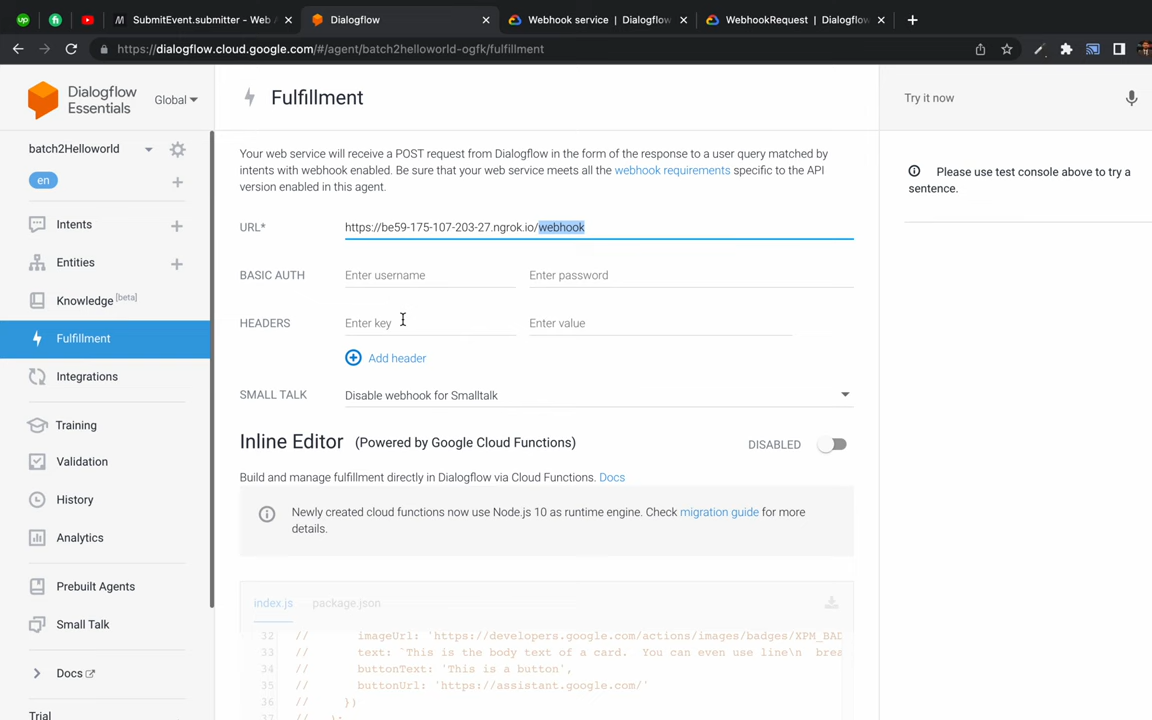 SubmitEvent.submitter - Web
Dialogflow
Webhook service | Dialogflow
WebhookRequest | Dialogflow
https://dialogflow.cloud.google.com/#/agent/batch2helloworld-ogfk/fulfillment
Dialogflow
Essentials
Global
batch2Helloworld
en
Intents
Entities
Knowledge [beta]
Fulfillment
Integrations
Training
Validation
History
Analytics
Prebuilt Agents
Small Talk
Docs
Trial
Fulfillment
Your web service will receive a POST request from Dialogflow in the form of the response to a user query matched by
intents with webhook enabled. Be sure that your web service meets all the webhook requirements specific to the API
version enabled in this agent.
URL* https://be59-175-107-203-27.ngrok.io/webhook
BASIC AUTH Enter username Enter password
HEADERS Enter key Enter value
Add header
SMALL TALK Disable webhook for Smalltalk
Inline Editor (Powered by Google Cloud Functions) DISABLED
Build and manage fulfillment directly in Dialogflow via Cloud Functions. Docs
Newly created cloud functions now use Node.js 10 as runtime engine. Check migration guide for more
details.
index.js package.json
32 // imageUrl: 'https://developers.google.com/actions/images/badges/XPM_BAD
33 // text: `This is the body text of a card. You can even use line\n brea
34 // buttonText: 'This is a button',
35 // buttonUrl: 'https://assistant.google.com/'
36 // })
37 // );
Try it now
Please use test console above to try a
sentence.